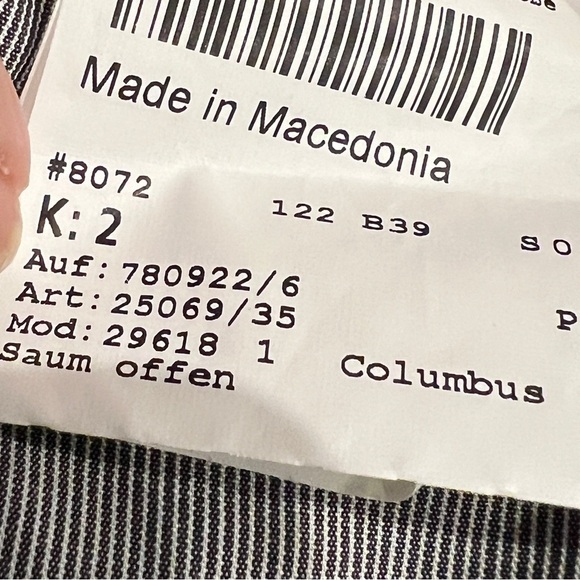 Made in Macedonia
#8072
122 B39 S 0
K: 2
Auf: 780922/6
Art: 25069/35 P
Mod: 29618 1 Columbus
Saum offen